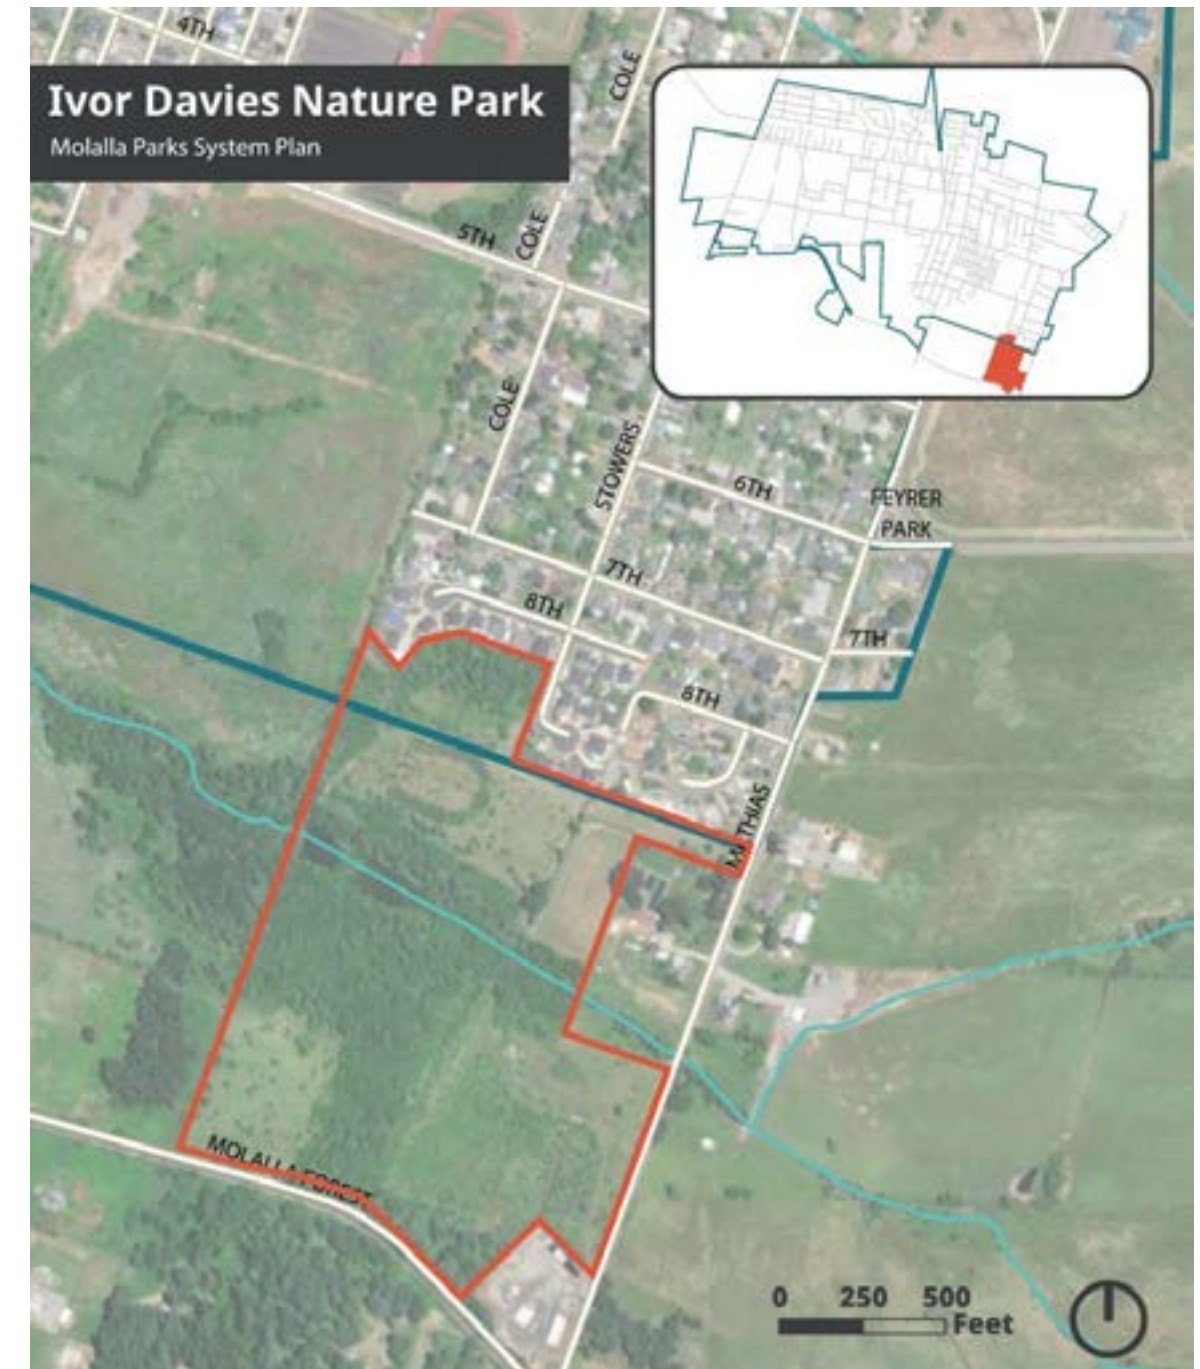 4TH
COLE
Ivor Davies Nature Park
Molalla Parks System Plan
5TH
COLE
COLE
STOWERS
6TH
FEYRER
PARK
7TH
8TH
7TH
8TH
MATHIAS
MOLALLA FOREST
0 250 500
Feet